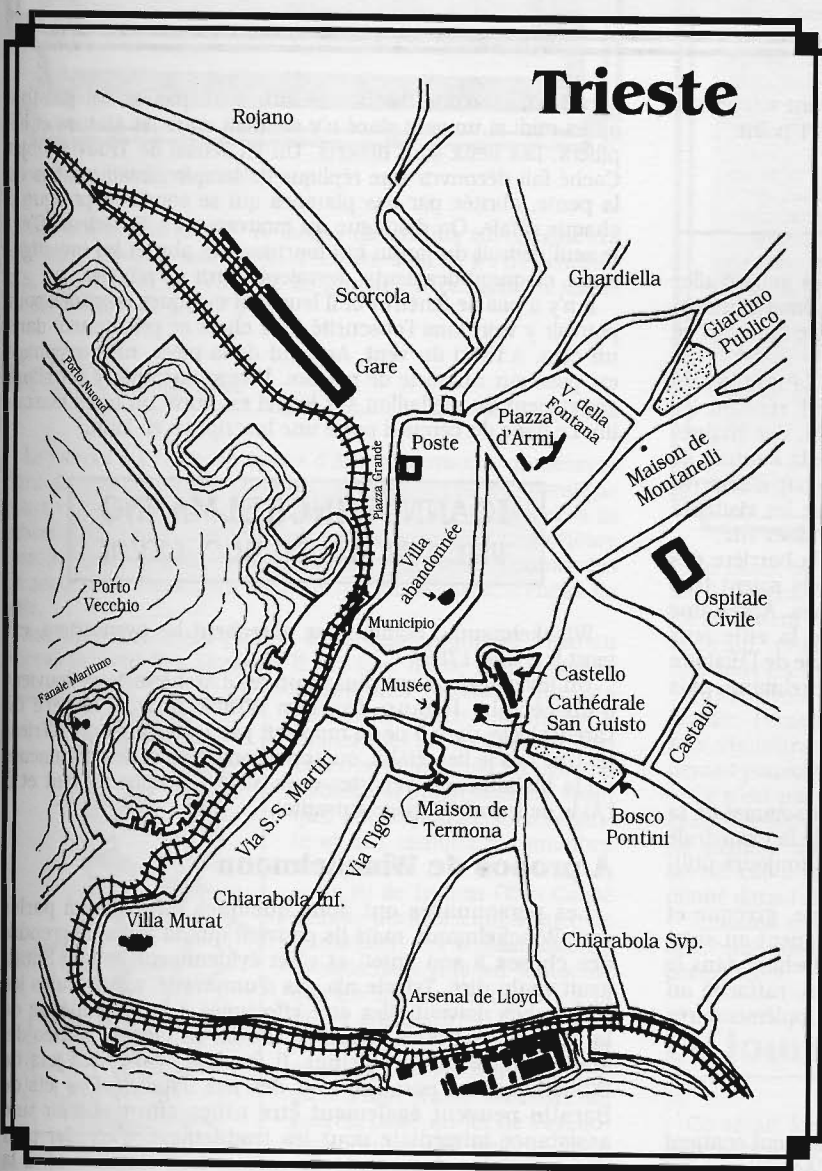 Trieste
Rojano
Ghardiella
Scorcola
Giardino
Publico
Gare
Porto Nuoud
Piazza
d'Armi
V. della
Fontana
Poste
Piazza Grande
Maison de
Montanelli
Villa
abandonnée
Porto
Vecchio
Ospitale
Civile
Municipio
Castello
Musée
Fanale Maritimo
Cathédrale
San Guisto
Castaloi
Via S.S. Martiri
Bosco
Pontini
Maison de
Termona
Via Tigor
Chiarabola Inf.
Villa Murat
Chiarabola Svp.
Arsenal de Lloyd